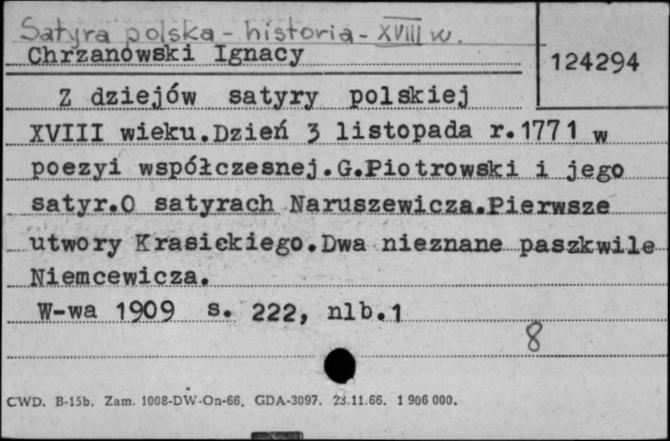 Satyra polska - historia - XVIII w.
Chrzanowski Ignacy
124294
Z dziejów satyry polskiej
XVIII wieku.Dzień 3 listopada r.1771 w
poezyi współczesnej.G.Piotrowski i jego
satyr.O satyrach Naruszewicza.Pierwsze
utwory Krasickiego.Dwa nieznane paszkwile
Niemcewicza.
W-wa 1909 s. 222, nlb.1
8
CWD. B-15b. Zam. 1008-DW-On-66. GDA-3097. 23.11.66. 1 906 000.